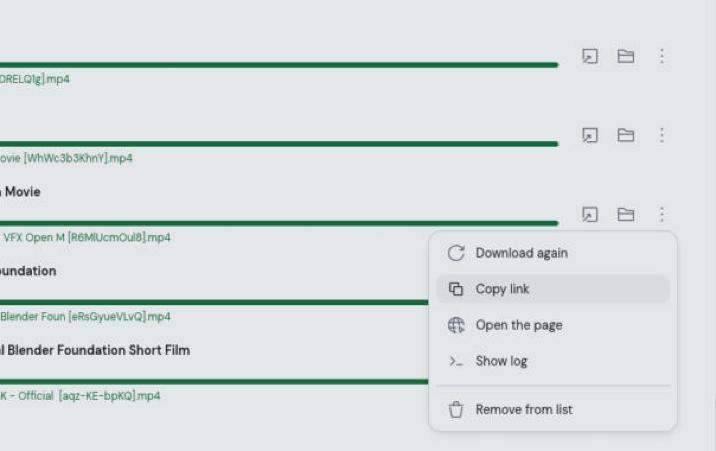 DRELQ1g].mp4
ovie [WhWc3b3KhnY].mp4
Movie
VFX Open M [R6MlUcmOul8].mp4
oundation
Blender Foun [eRsGyueVLvQ].mp4
l Blender Foundation Short Film
K - Official [aqz-KE-bpKQ].mp4
Download again
Copy link
Open the page
Show log
Remove from list